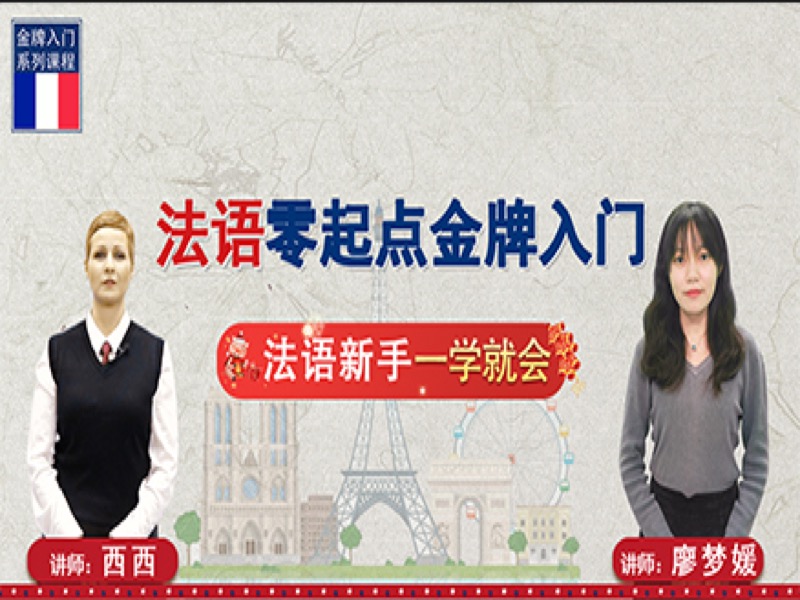 金牌入门
系列课程
法语零起点金牌入门
法语新手一学就会
讲师：西西
讲师：廖梦媛